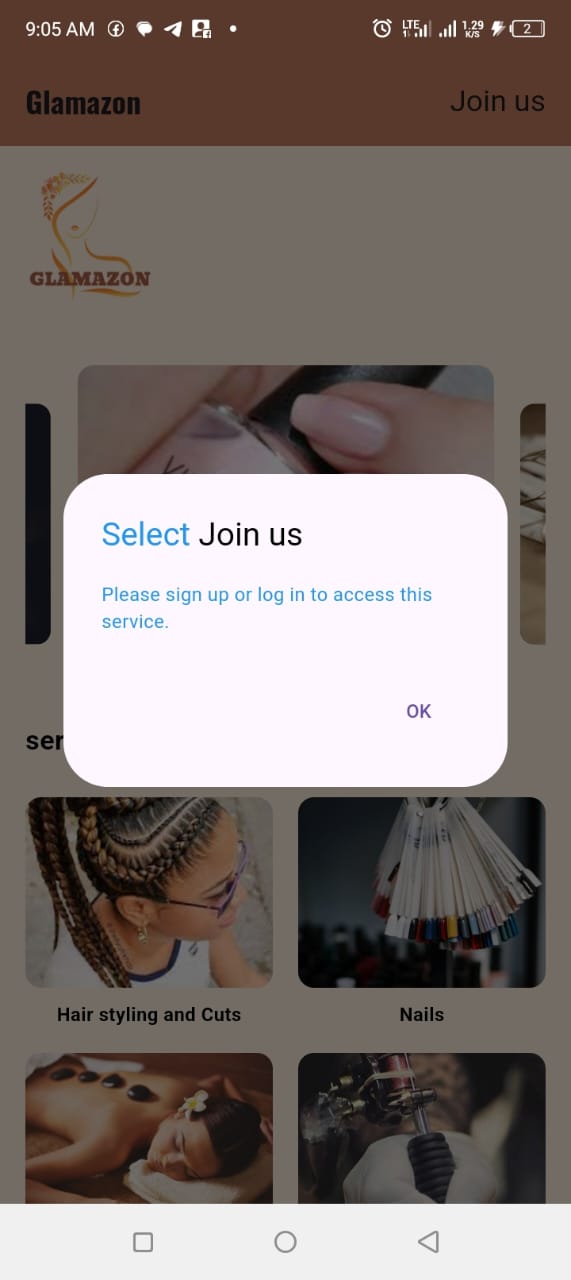 9:05 AM
LTE
1.29
K/S
2
Glamazon
Join us
GLAMAZON
Select Join us
Please sign up or log in to access this
service.
OK
ser
Hair styling and Cuts
Nails